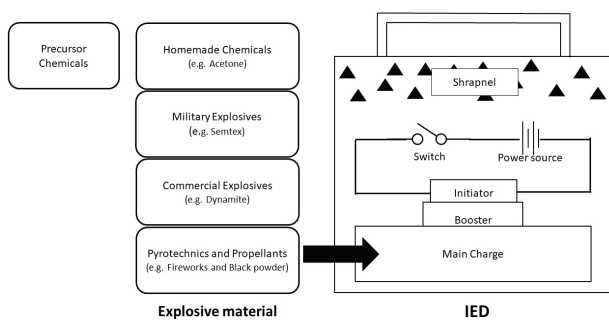 Precursor
Chemicals
Homemade Chemicals
(e.g. Acetone)
Military Explosives
(e.g. Semtex)
Commercial Explosives
(e.g. Dynamite)
Pyrotechnics and Propellants
(e.g. Fireworks and Black powder)
Explosive material
Shrapnel
Switch
Power source
Initiator
Booster
Main Charge
IED